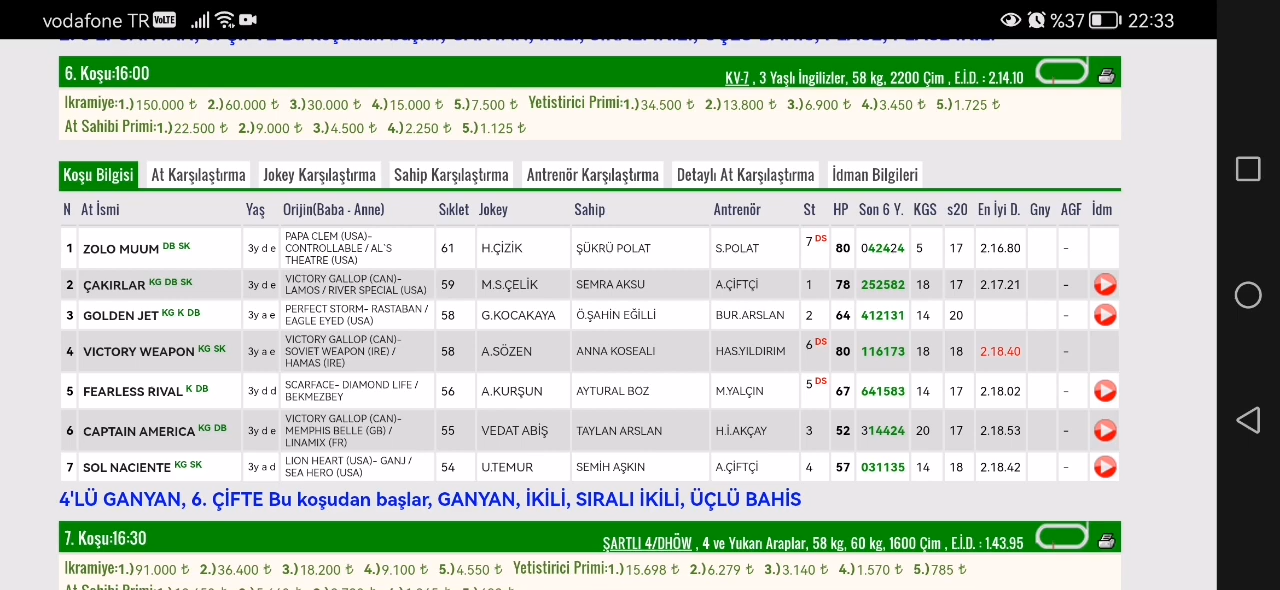 vodafone TR VoLTE %37 22:33
6. Koşu:16:00 KV-7 , 3 Yaşlı İngilizler, 58 kg, 2200 Çim , E.İ.D. : 2.14.10
Ikramiye:1.)150.000 ₺ 2.)60.000 ₺ 3.)30.000 ₺ 4.)15.000 ₺ 5.)7.500 ₺ Yetistirici Primi:1.)34.500 ₺ 2.)13.800 ₺ 3.)6.900 ₺ 4.)3.450 ₺ 5.)1.725 ₺
At Sahibi Primi:1.)22.500 ₺ 2.)9.000 ₺ 3.)4.500 ₺ 4.)2.250 ₺ 5.)1.125 ₺
Koşu Bilgisi At Karşılaştırma Jokey Karşılaştırma Sahip Karşılaştırma Antrenör Karşılaştırma Detaylı At Karşılaştırma İdman Bilgileri
N At İsmi Yaş Orijin(Baba - Anne) Sıklet Jokey Sahip Antrenör St HP Son 6 Y. KGS s20 En İyi D. Gny AGF İdm
1 ZOLO MUUM DB SK 3y d e PAPA CLEM (USA)- CONTROLLABLE / AL`S THEATRE (USA) 61 H.ÇİZİK ŞÜKRÜ POLAT S.POLAT 7 DS 80 042424 5 17 2.16.80 -
2 ÇAKIRLAR KG DB SK 3y d e VICTORY GALLOP (CAN)- LAMOS / RIVER SPECIAL (USA) 59 M.S.ÇELİK SEMRA AKSU A.ÇİFTÇİ 1 78 252582 18 17 2.17.21 -
3 GOLDEN JET KG K DB 3y a e PERFECT STORM- RASTABAN / EAGLE EYED (USA) 58 G.KOCAKAYA Ö.ŞAHİN EĞİLLİ BUR.ARSLAN 2 64 412131 14 20 -
4 VICTORY WEAPON KG SK 3y a e VICTORY GALLOP (CAN)- SOVIET WEAPON (IRE) / HAMAS (IRE) 58 A.SÖZEN ANNA KOSEALI HAS.YILDIRIM 6 DS 80 116173 18 18 2.18.40 -
5 FEARLESS RIVAL K DB 3y d d SCARFACE- DIAMOND LIFE / BEKMEZBEY 56 A.KURŞUN AYTURAL BOZ M.YALÇIN 5 DS 67 641583 14 17 2.18.02 -
6 CAPTAIN AMERICA KG DB 3y d e VICTORY GALLOP (CAN)- MEMPHIS BELLE (GB) / LINAMIX (FR) 55 VEDAT ABİŞ TAYLAN ARSLAN H.İ.AKÇAY 3 52 314424 20 17 2.18.53 -
7 SOL NACIENTE KG SK 3y a d LION HEART (USA)- GANJ / SEA HERO (USA) 54 U.TEMUR SEMİH AŞKIN A.ÇİFTÇİ 4 57 031135 14 18 2.18.42 -
4'LÜ GANYAN, 6. ÇİFTE Bu koşudan başlar, GANYAN, İKİLİ, SIRALI İKİLİ, ÜÇLÜ BAHİS
7. Koşu:16:30 ŞARTLI 4/DHÖW , 4 ve Yukarı Araplar, 58 kg, 60 kg, 1600 Çim , E.İ.D. : 1.43.95
Ikramiye:1.)91.000 ₺ 2.)36.400 ₺ 3.)18.200 ₺ 4.)9.100 ₺ 5.)4.550 ₺ Yetistirici Primi:1.)15.698 ₺ 2.)6.279 ₺ 3.)3.140 ₺ 4.)1.570 ₺ 5.)785 ₺